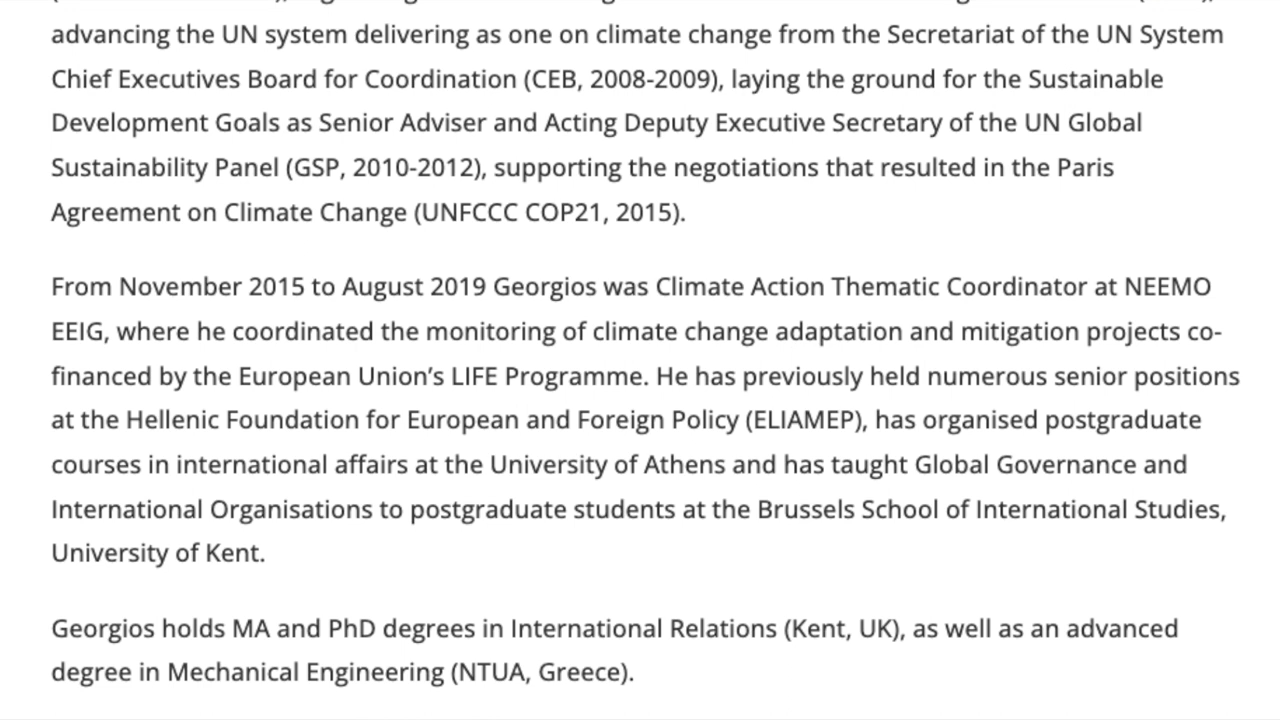 advancing the UN system delivering as one on climate change from the Secretariat of the UN System
Chief Executives Board for Coordination (CEB, 2008-2009), laying the ground for the Sustainable
Development Goals as Senior Adviser and Acting Deputy Executive Secretary of the UN Global
Sustainability Panel (GSP, 2010-2012), supporting the negotiations that resulted in the Paris
Agreement on Climate Change (UNFCCC COP21, 2015).
From November 2015 to August 2019 Georgios was Climate Action Thematic Coordinator at NEEMO
EEIG, where he coordinated the monitoring of climate change adaptation and mitigation projects co-
financed by the European Union’s LIFE Programme. He has previously held numerous senior positions
at the Hellenic Foundation for European and Foreign Policy (ELIAMEP), has organised postgraduate
courses in international affairs at the University of Athens and has taught Global Governance and
International Organisations to postgraduate students at the Brussels School of International Studies,
University of Kent.
Georgios holds MA and PhD degrees in International Relations (Kent, UK), as well as an advanced
degree in Mechanical Engineering (NTUA, Greece).